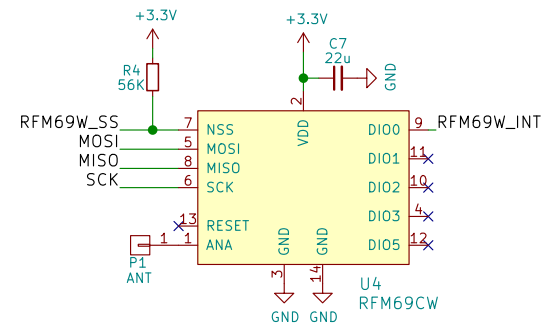 +3.3V
+3.3V
R4
56K
C7
22u
GND
2
VDD
RFM69W_SS
7
NSS
DIO0
9
RFM69W_INT
MOSI
5
MOSI
DIO1
11
MISO
8
MISO
DIO2
10
SCK
6
SCK
DIO3
4
13
RESET
1
1
ANA
DIO5
12
P1
ANT
GND
GND
3
14
U4
RFM69CW
GND
GND